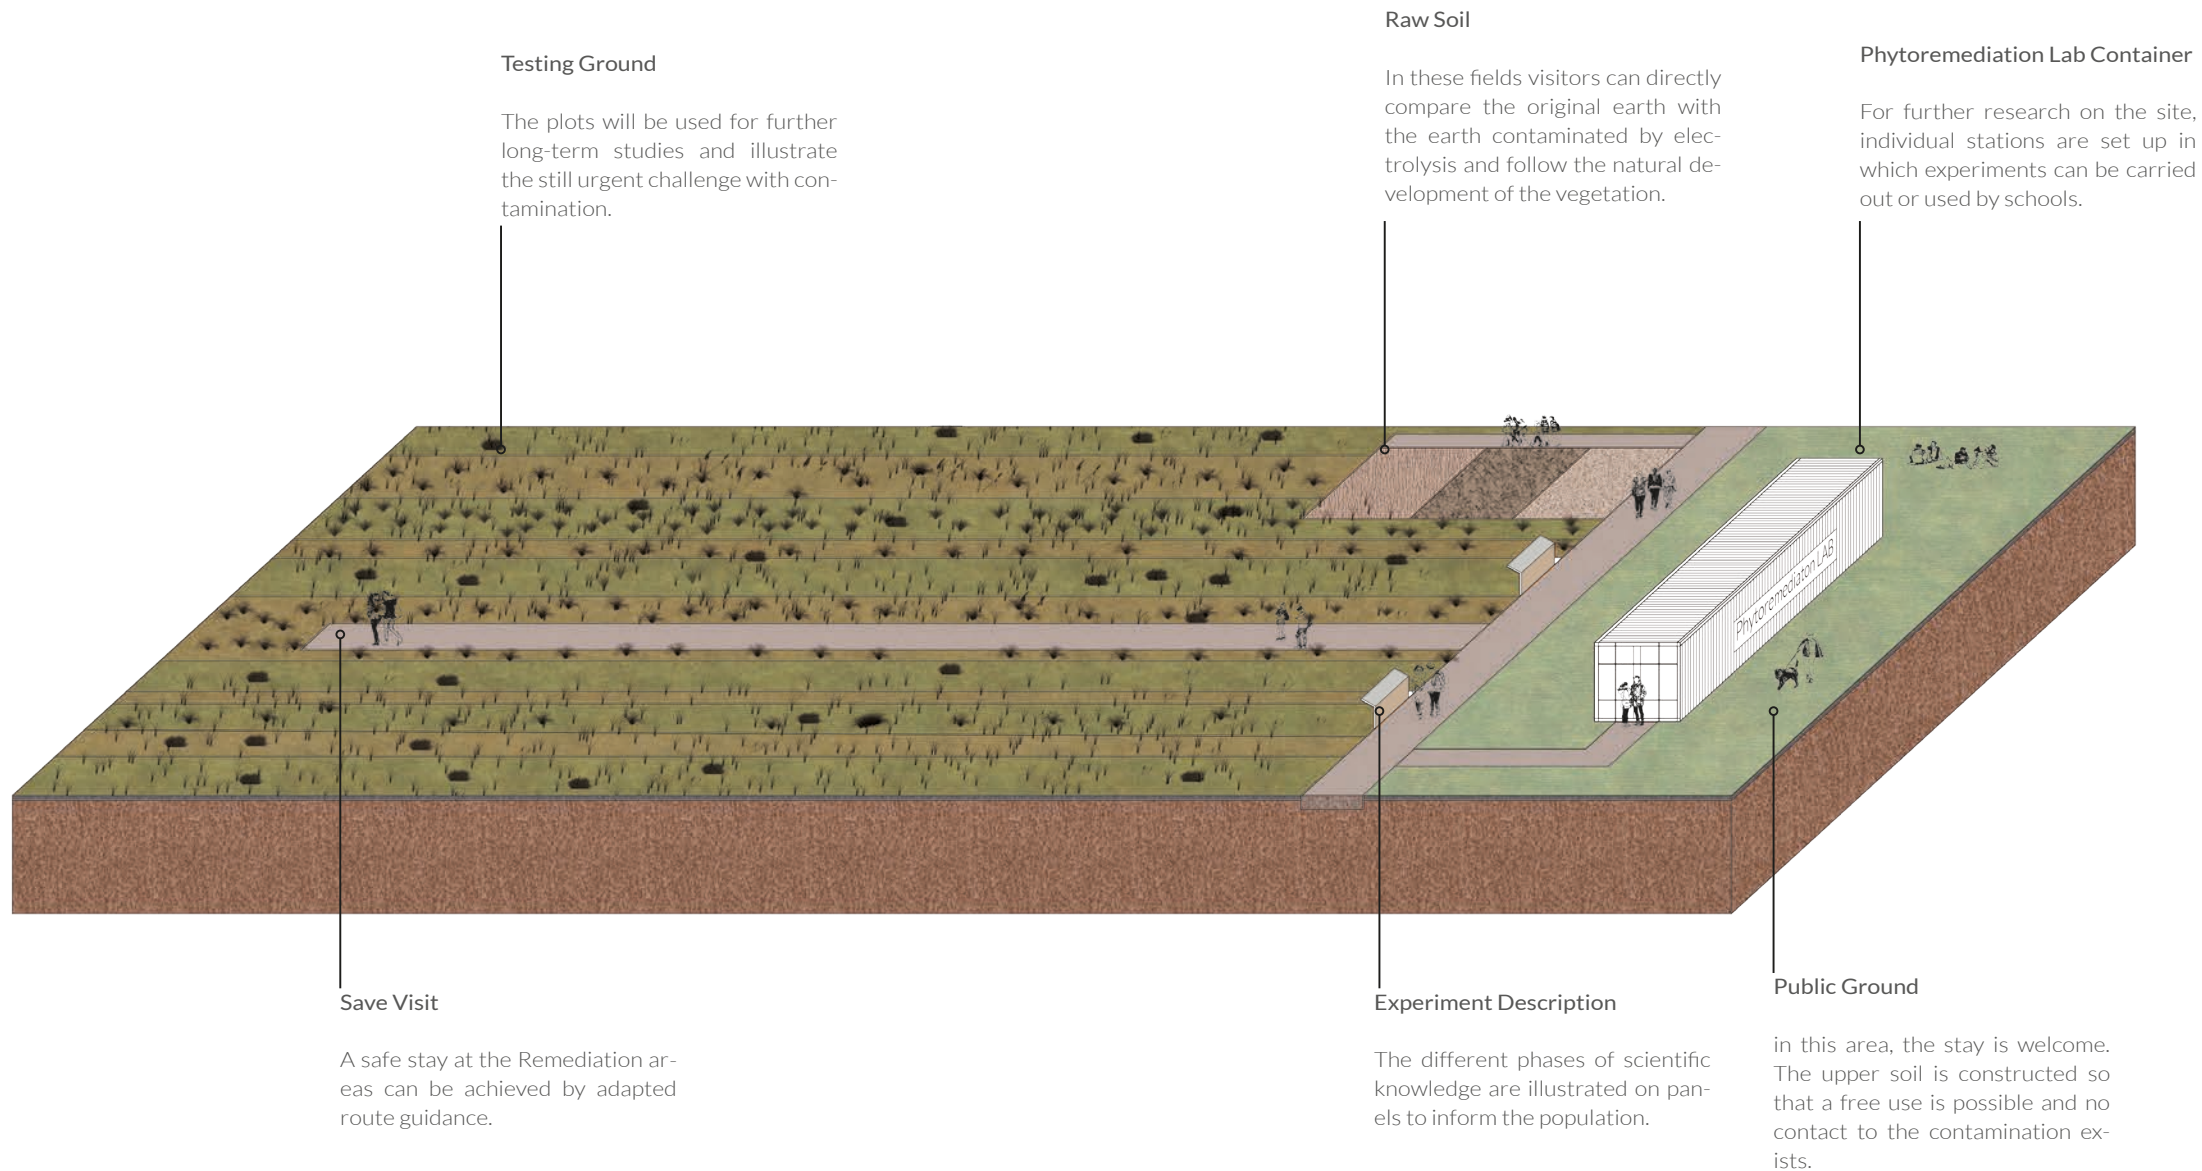 Testing Ground
The plots will be used for further
long-term studies and illustrate
the still urgent challenge with con-
tamination.
Raw Soil
In these fields visitors can directly
compare the original earth with
the earth contaminated by elec-
trolysis and follow the natural de-
velopment of the vegetation.
Phytoremediation Lab Container
For further research on the site,
individual stations are set up in
which experiments can be carried
out or used by schools.
Phytoremediaton LAB
Save Visit
A safe stay at the Remediation ar-
eas can be achieved by adapted
route guidance.
Experiment Description
The different phases of scientific
knowledge are illustrated on pan-
els to inform the population.
Public Ground
in this area, the stay is welcome.
The upper soil is constructed so
that a free use is possible and no
contact to the contamination ex-
ists.